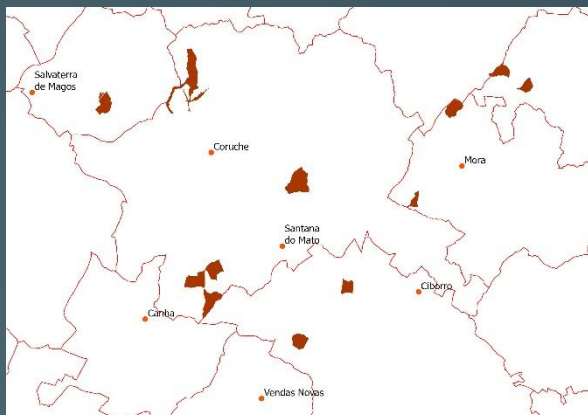 Salvaterra
de Magos
Coruche
Mora
Santana
do Mato
Ciborro
Canha
Vendas Novas